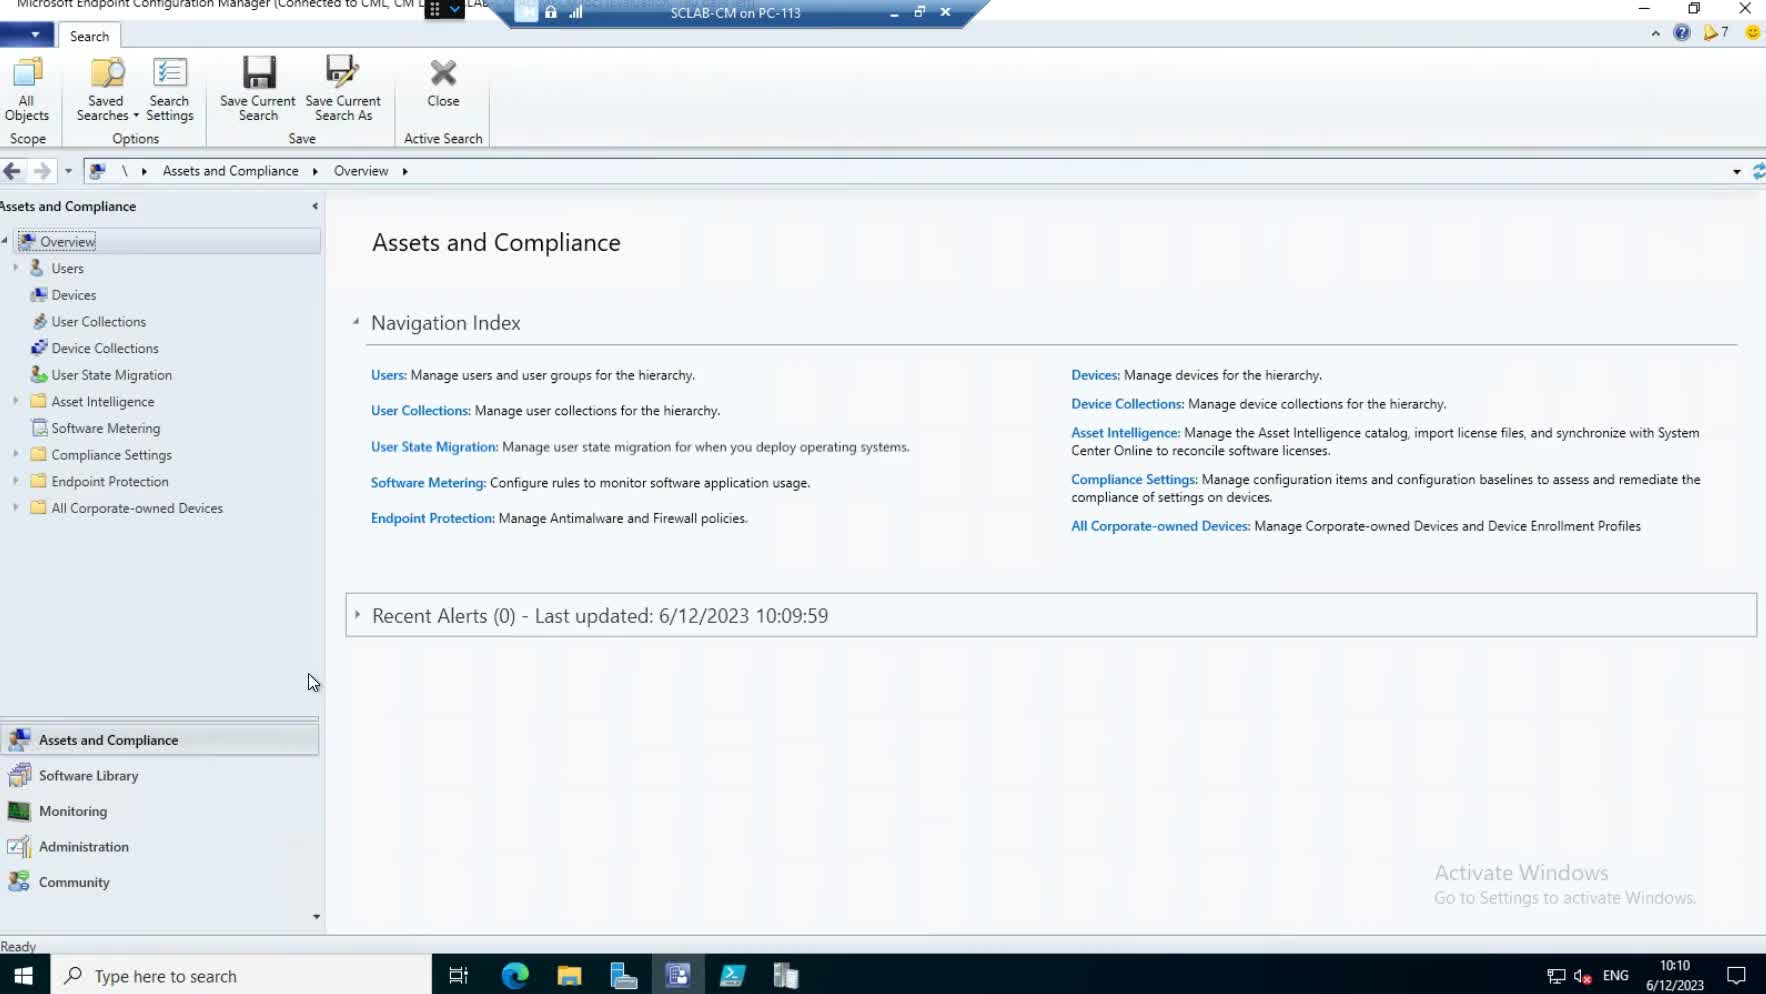 Microsoft Endpoint Configuration Manager (Connected to CML, CM
SCLAB-CM on PC-113
Search
7
All Objects
Saved Searches
Search Settings
Save Current Search
Save Current Search As
Close
Scope
Options
Save
Active Search
\ Assets and Compliance Overview
Assets and Compliance
Overview
Users
Devices
User Collections
Device Collections
User State Migration
Asset Intelligence
Software Metering
Compliance Settings
Endpoint Protection
All Corporate-owned Devices
Assets and Compliance
Software Library
Monitoring
Administration
Community
Assets and Compliance
Navigation Index
Users: Manage users and user groups for the hierarchy.
User Collections: Manage user collections for the hierarchy.
User State Migration: Manage user state migration for when you deploy operating systems.
Software Metering: Configure rules to monitor software application usage.
Endpoint Protection: Manage Antimalware and Firewall policies.
Devices: Manage devices for the hierarchy.
Device Collections: Manage device collections for the hierarchy.
Asset Intelligence: Manage the Asset Intelligence catalog, import license files, and synchronize with System
Center Online to reconcile software licenses.
Compliance Settings: Manage configuration items and configuration baselines to assess and remediate the
compliance of settings on devices.
All Corporate-owned Devices: Manage Corporate-owned Devices and Device Enrollment Profiles
Recent Alerts (0) - Last updated: 6/12/2023 10:09:59
Activate Windows
Go to Settings to activate Windows.
Ready
Type here to search
ENG
10:10
6/12/2023